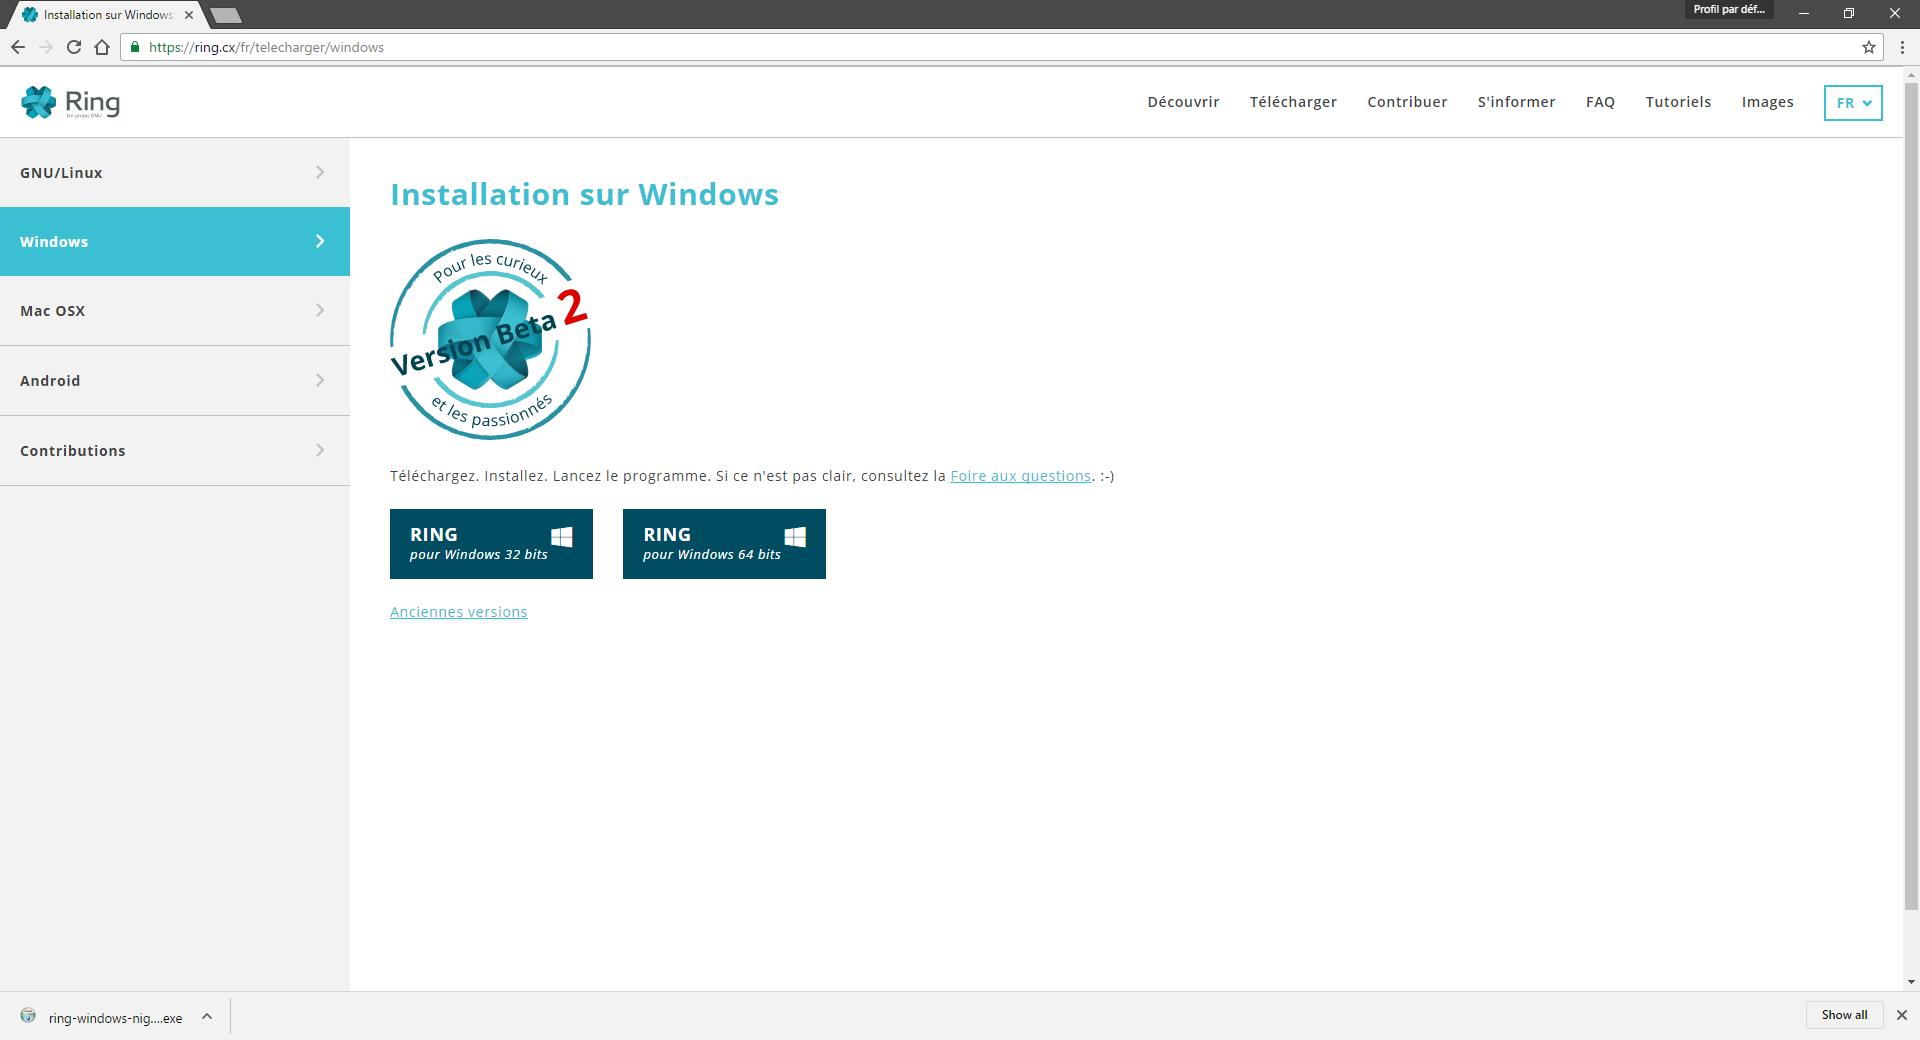 Installation sur Windows
Profil par déf...
https://ring.cx/fr/telecharger/windows
Ring
Un projet GNU
Découvrir
Télécharger
Contribuer
S'informer
FAQ
Tutoriels
Images
FR
GNU/Linux
Windows
Mac OSX
Android
Contributions
Installation sur Windows
Pour les curieux
Version Beta 2
et les passionnés
Téléchargez. Installez. Lancez le programme. Si ce n'est pas clair, consultez la Foire aux questions. :-)
RING
pour Windows 32 bits
RING
pour Windows 64 bits
Anciennes versions
ring-windows-nig....exe
Show all